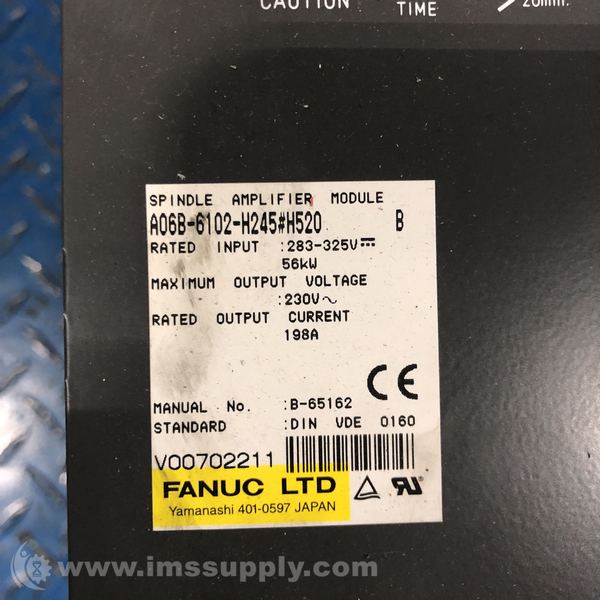 CAUTION
TIME
20mm.
SPINDLE AMPLIFIER MODULE
A06B-6102-H245#H520 B
RATED INPUT :283-325V⎓
56kW
MAXIMUM OUTPUT VOLTAGE
:230V~
RATED OUTPUT CURRENT
198A
CE
MANUAL No. :B-65162
STANDARD :DIN VDE 0160
V00702211
FANUC LTD
Yamanashi 401-0597 JAPAN
www.imssupply.com